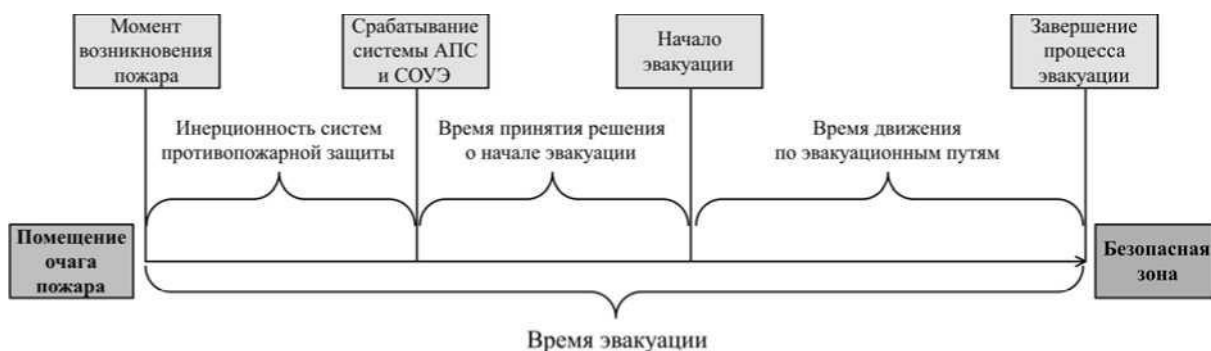 Момент
возникновения
пожара
Срабатывание
системы АПС
и СОУЭ
Начало
эвакуации
Завершение
процесса
эвакуации
Инерционность систем
противопожарной защиты
Время принятия решения
о начале эвакуации
Время движения
по эвакуационным путям
Помещение
очага
пожара
Безопасная
зона
Время эвакуации